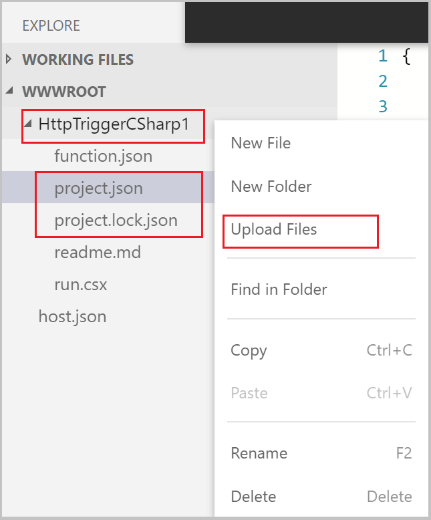 EXPLORE
WORKING FILES
WWWROOT
HttpTriggerCSharp1
function.json
project.json
project.lock.json
readme.md
run.csx
host.json
1 {
2
3
New File
New Folder
Upload Files
Find in Folder
Copy Ctrl+C
Paste Ctrl+V
Rename F2
Delete Delete